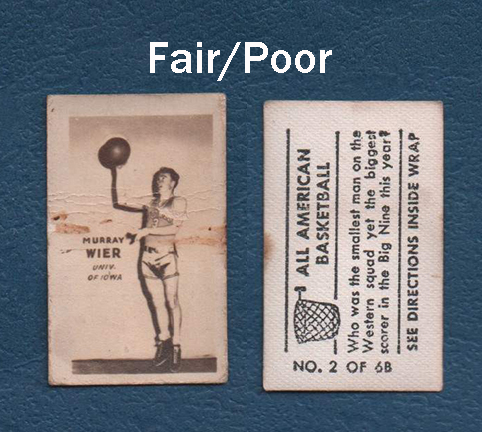 Fair/Poor
MURRAY
WIER
UNIV.
OF IOWA
ALL AMERICAN
BASKETBALL
Who was the smallest man on the
Western squad yet the biggest
scorer in the Big Nine this year?
SEE DIRECTIONS INSIDE WRAP
NO. 2 OF 6B